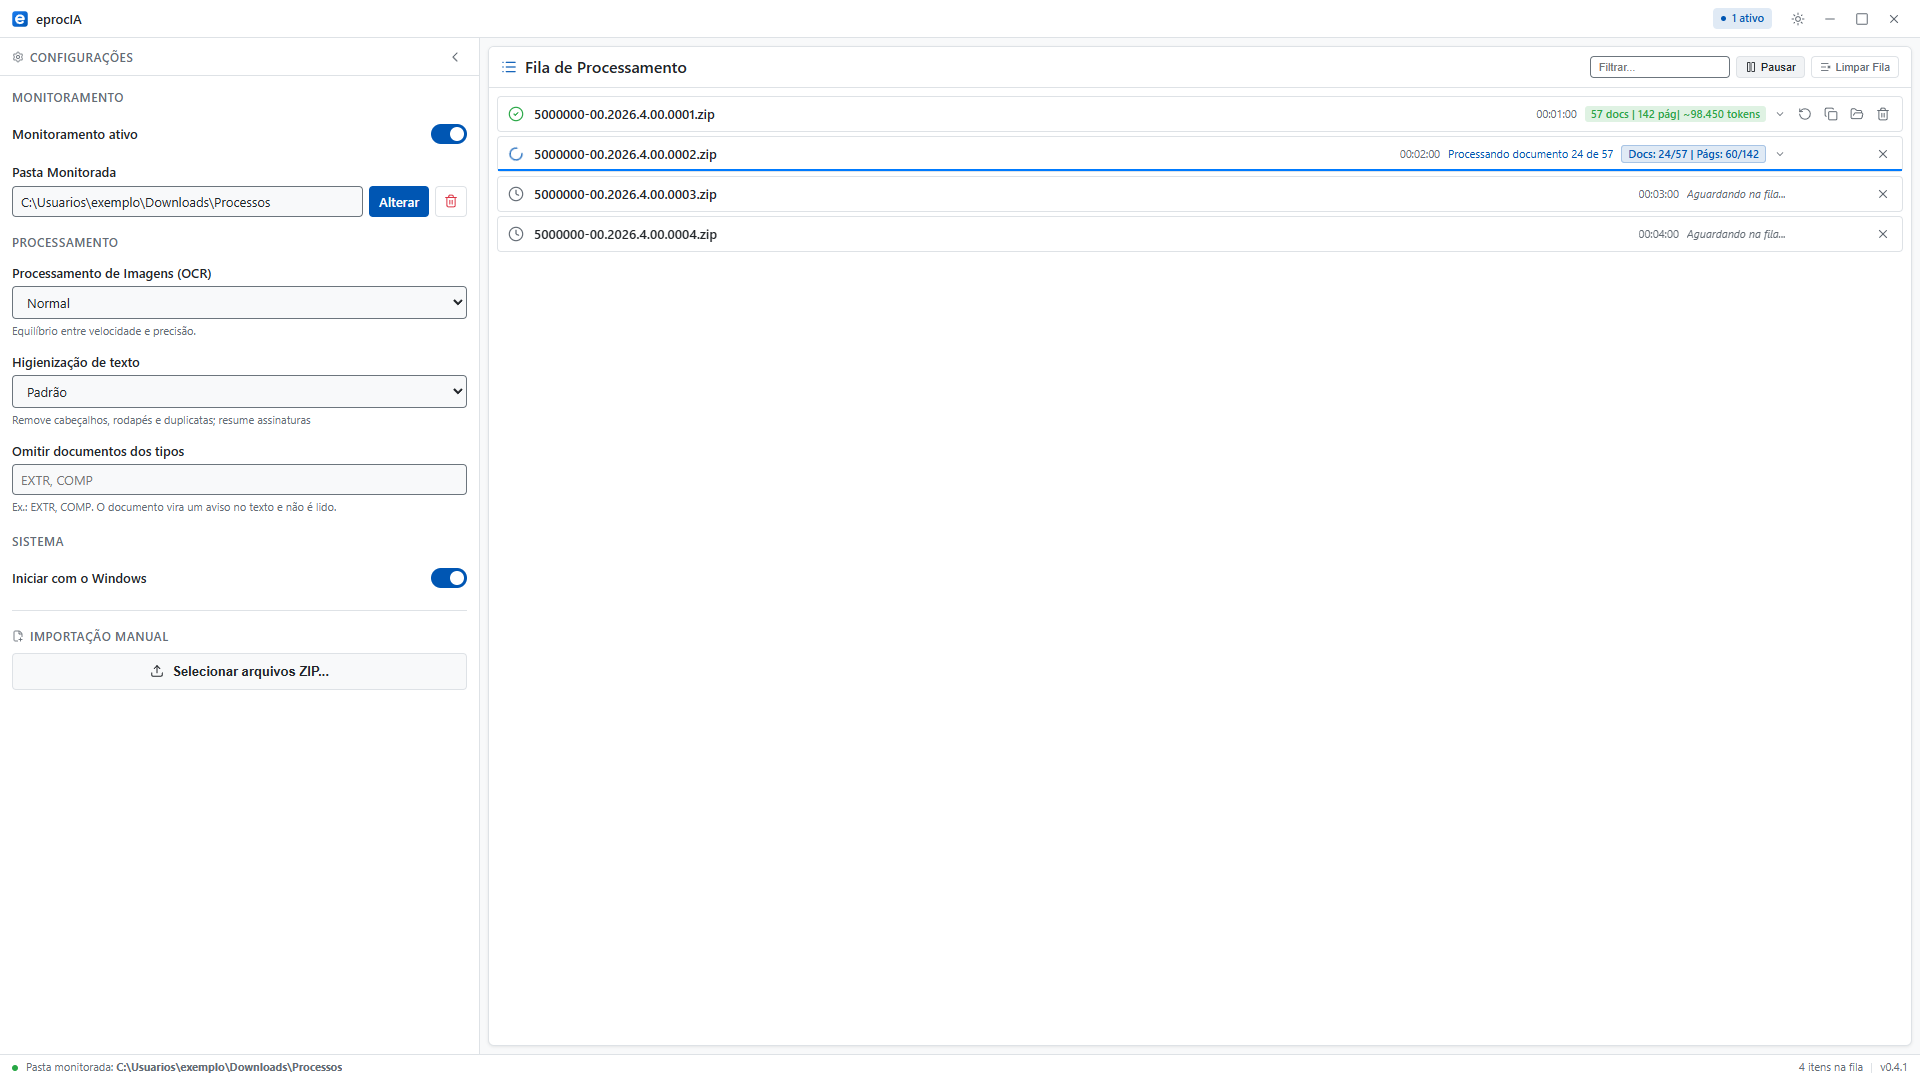 eprocIA
1 ativo
CONFIGURAÇÕES
MONITORAMENTO
Monitoramento ativo
Pasta Monitorada
C:\Usuarios\exemplo\Downloads\Processos
Alterar
PROCESSAMENTO
Processamento de Imagens (OCR)
Normal
Equilíbrio entre velocidade e precisão.
Higienização de texto
Padrão
Remove cabeçalhos, rodapés e duplicatas; resume assinaturas
Omitir documentos dos tipos
EXTR, COMP
Ex.: EXTR, COMP. O documento vira um aviso no texto e não é lido.
SISTEMA
Iniciar com o Windows
IMPORTAÇÃO MANUAL
Selecionar arquivos ZIP...
Fila de Processamento
Filtrar...
Pausar
Limpar Fila
5000000-00.2026.4.00.0001.zip 00:01:00 57 docs | 142 pág| ~98.450 tokens
5000000-00.2026.4.00.0002.zip 00:02:00 Processando documento 24 de 57 Docs: 24/57 | Págs: 60/142
5000000-00.2026.4.00.0003.zip 00:03:00 Aguardando na fila...
5000000-00.2026.4.00.0004.zip 00:04:00 Aguardando na fila...
Pasta monitorada: C:\Usuarios\exemplo\Downloads\Processos
4 itens na fila
v0.4.1